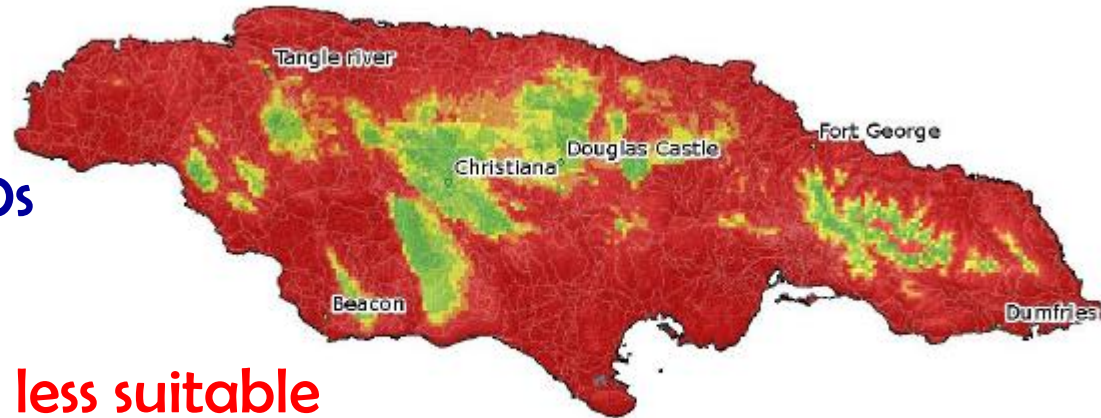 Tangle river
Fort George
Douglas Castle
Christiana
Beacon
Dumfries
less suitable